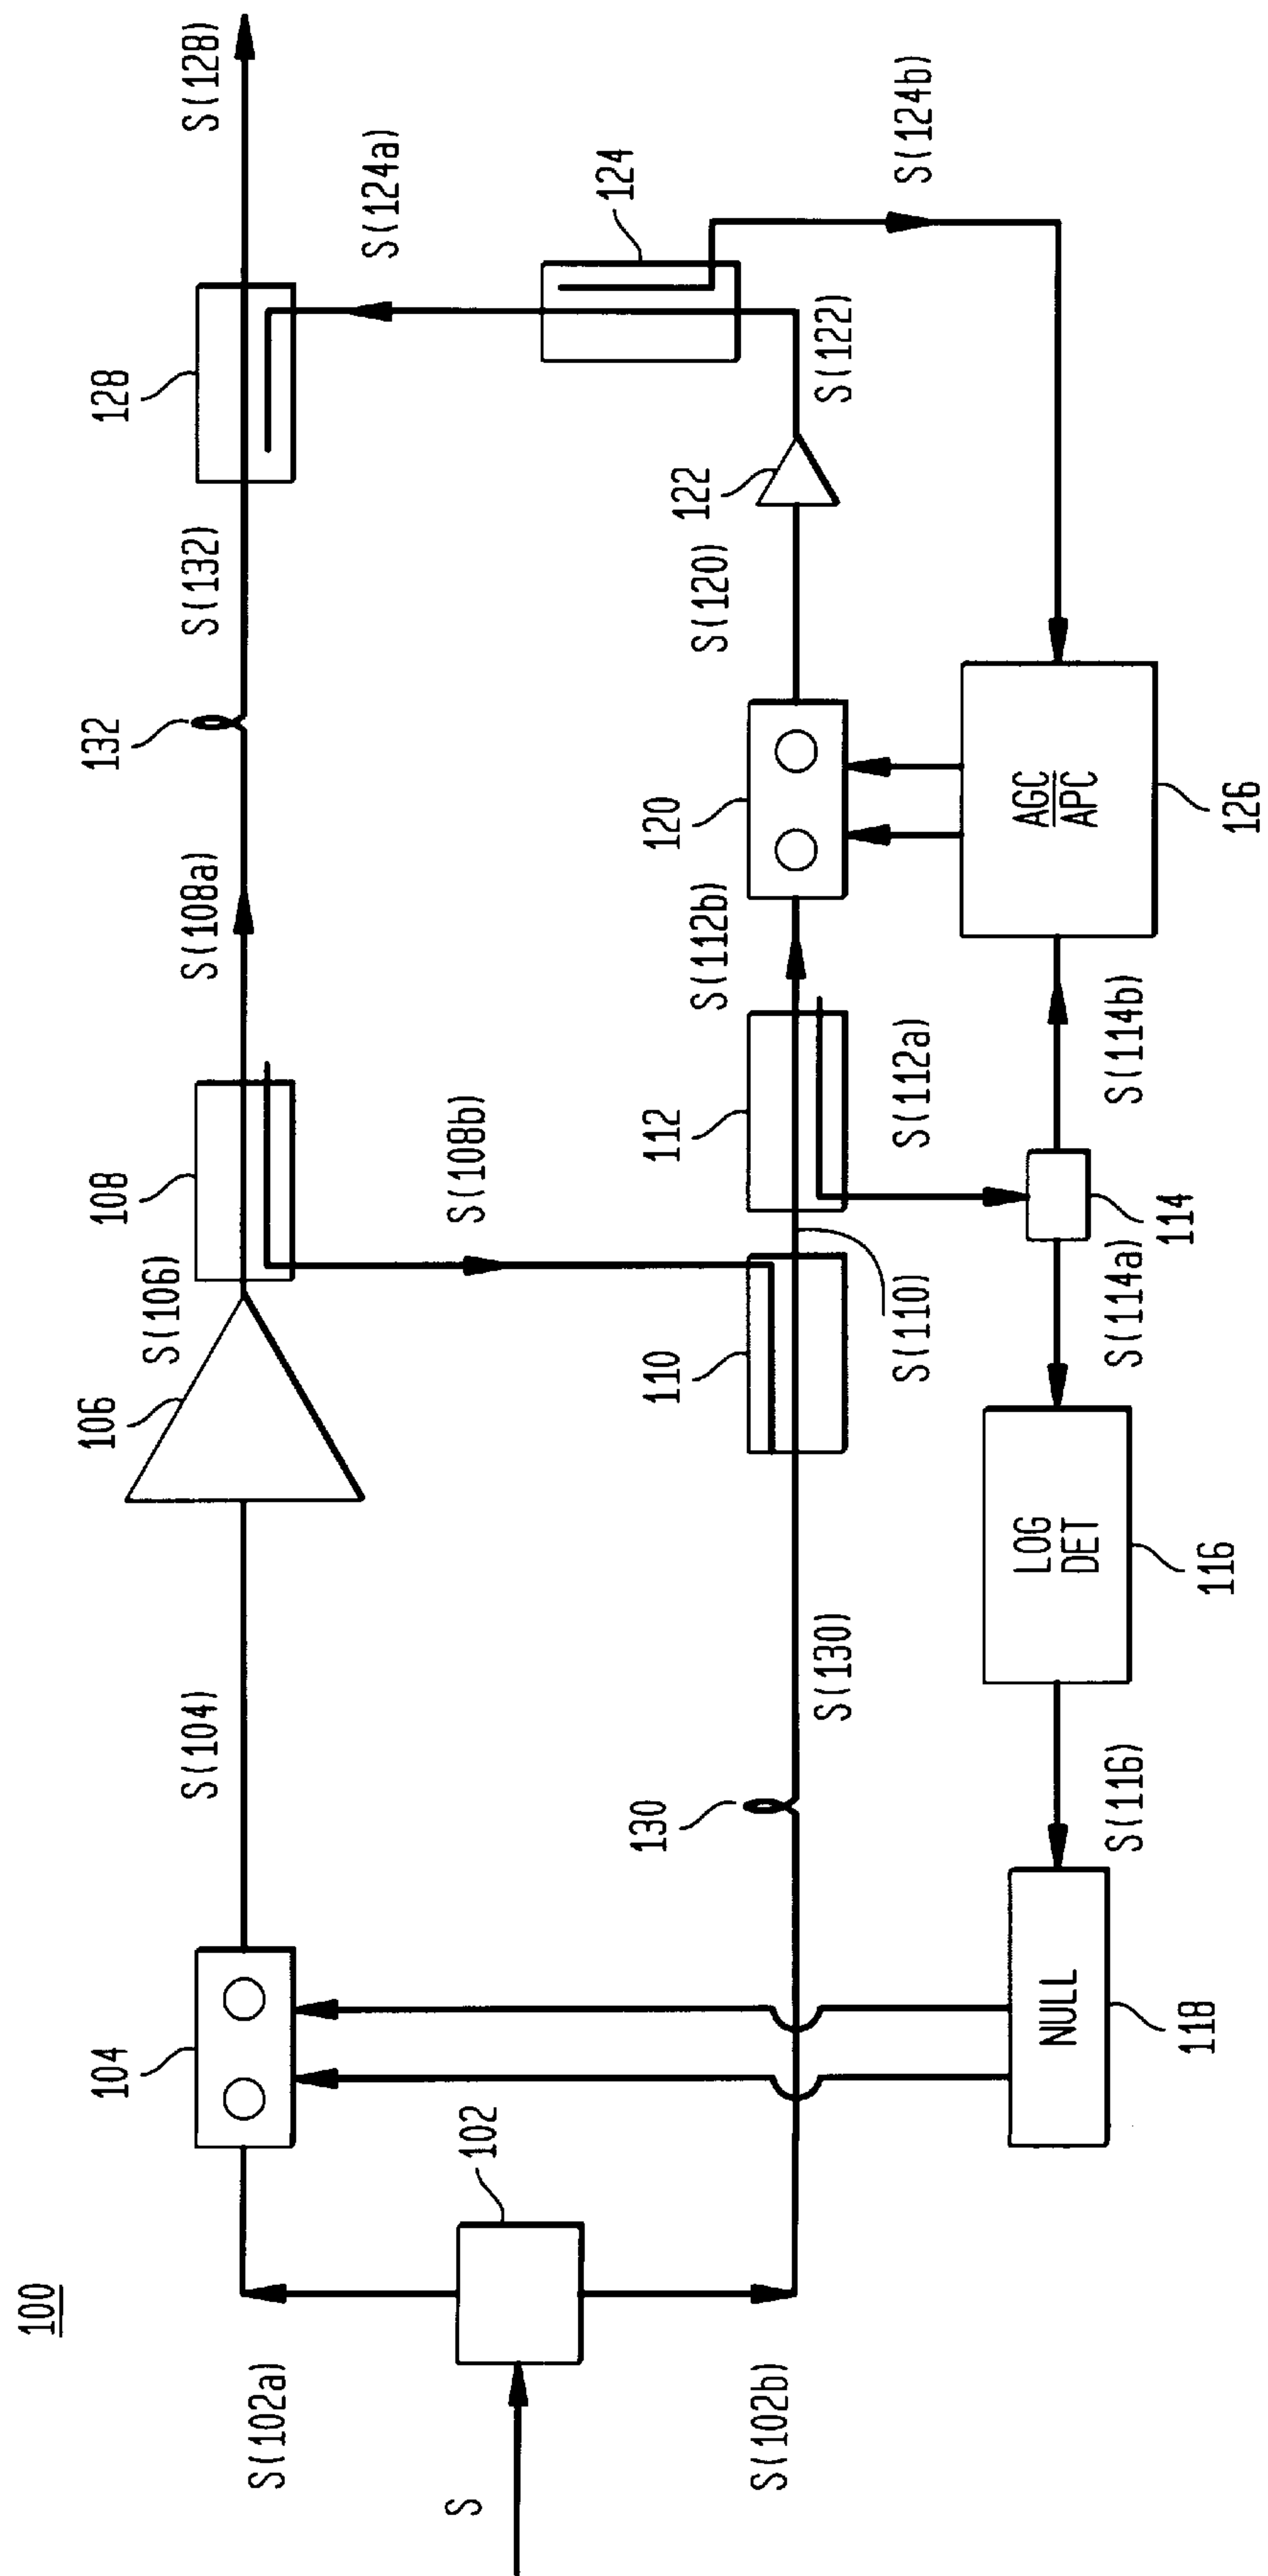 100
S
S(102a)
S(102b)
102
104
S(104)
106
S(106)
108
S(108a)
S(108b)
132
S(132)
128
S(128)
S(124a)
124
S(124b)
130
S(130)
110
S(110)
112
S(112a)
S(112b)
120
S(120)
122
S(122)
NULL
118
S(116)
LOG
DET
116
S(114a)
114
S(114b)
AGC
APC
126